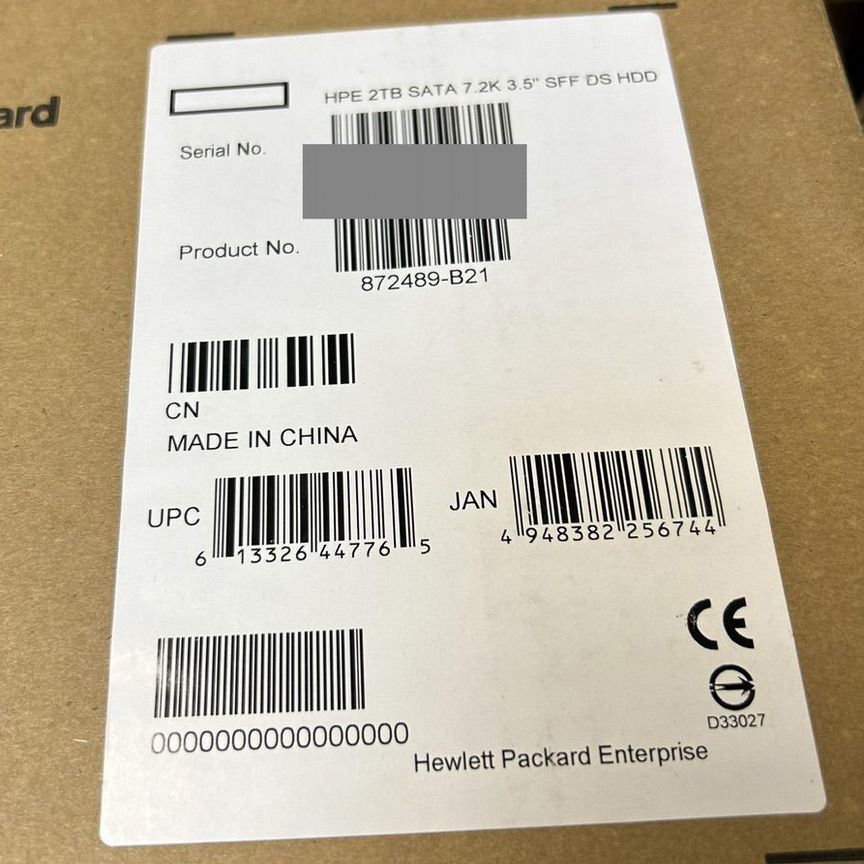 ard
HPE 2TB SATA 7.2K 3.5" SFF DS HDD
Serial No.
Product No.
872489-B21
CN
MADE IN CHINA
UPC
6 13326 44776 5
JAN
4 948382 256744
CE
D33027
0000000000000000
Hewlett Packard Enterprise